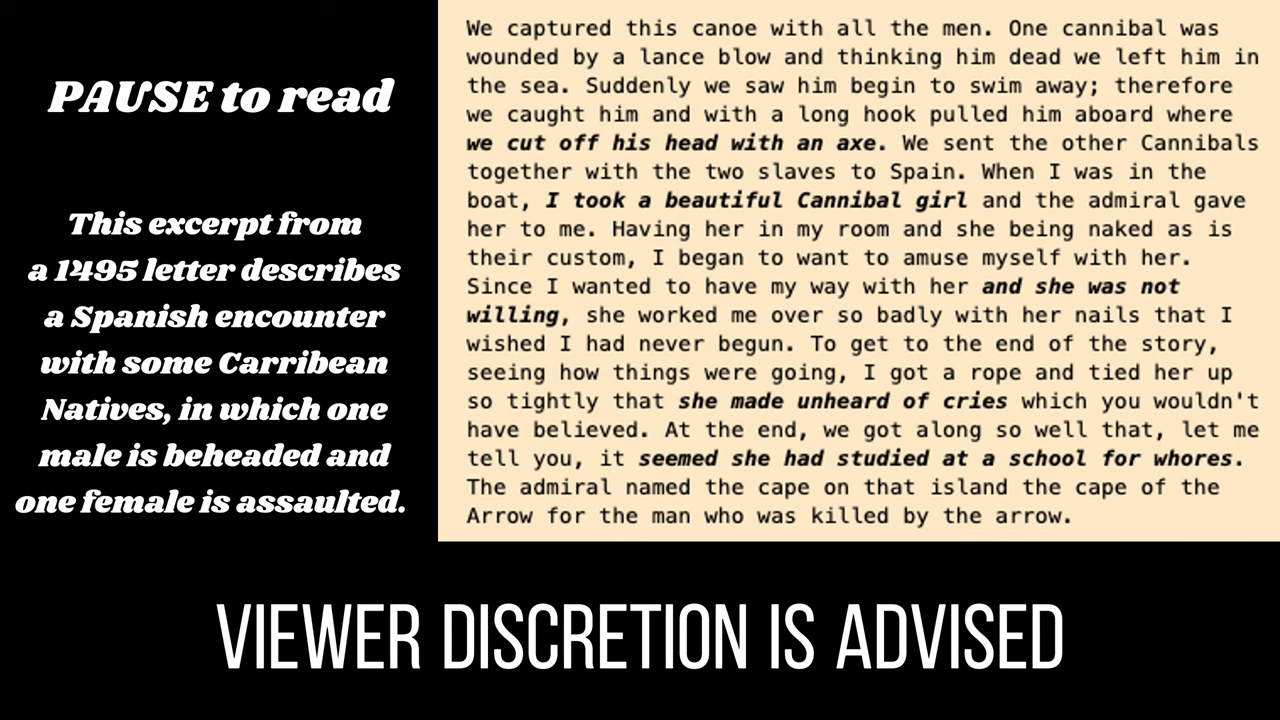 PAUSE to read
This excerpt from
a 1495 letter describes
a Spanish encounter
with some Carribean
Natives, in which one
male is beheaded and
one female is assaulted.
We captured this canoe with all the men. One cannibal was
wounded by a lance blow and thinking him dead we left him in
the sea. Suddenly we saw him begin to swim away; therefore
we caught him and with a long hook pulled him aboard where
we cut off his head with an axe. We sent the other Cannibals
together with the two slaves to Spain. When I was in the
boat, I took a beautiful Cannibal girl and the admiral gave
her to me. Having her in my room and she being naked as is
their custom, I began to want to amuse myself with her.
Since I wanted to have my way with her and she was not
willing, she worked me over so badly with her nails that I
wished I had never begun. To get to the end of the story,
seeing how things were going, I got a rope and tied her up
so tightly that she made unheard of cries which you wouldn't
have believed. At the end, we got along so well that, let me
tell you, it seemed she had studied at a school for whores.
The admiral named the cape on that island the cape of the
Arrow for the man who was killed by the arrow.
VIEWER DISCRETION IS ADVISED